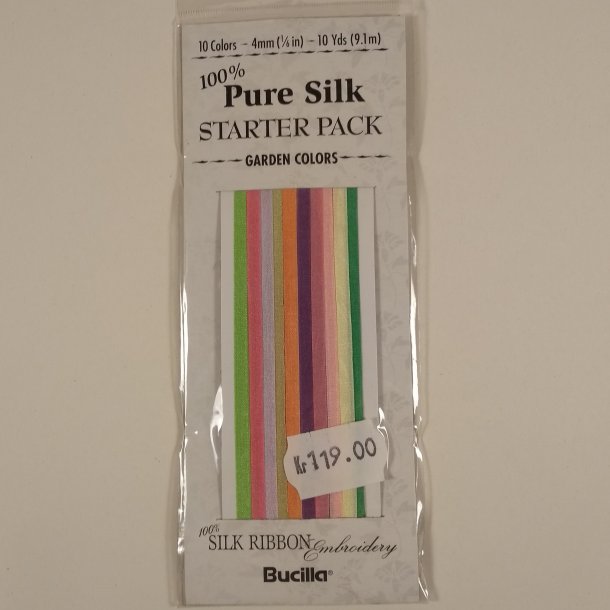 10 Colors – 4mm (⅛ in) – 10 Yds (9.1m)
100%
Pure Silk
STARTER PACK
GARDEN COLORS
Kr119.00
100%
SILK RIBBON Embroidery
Bucilla®